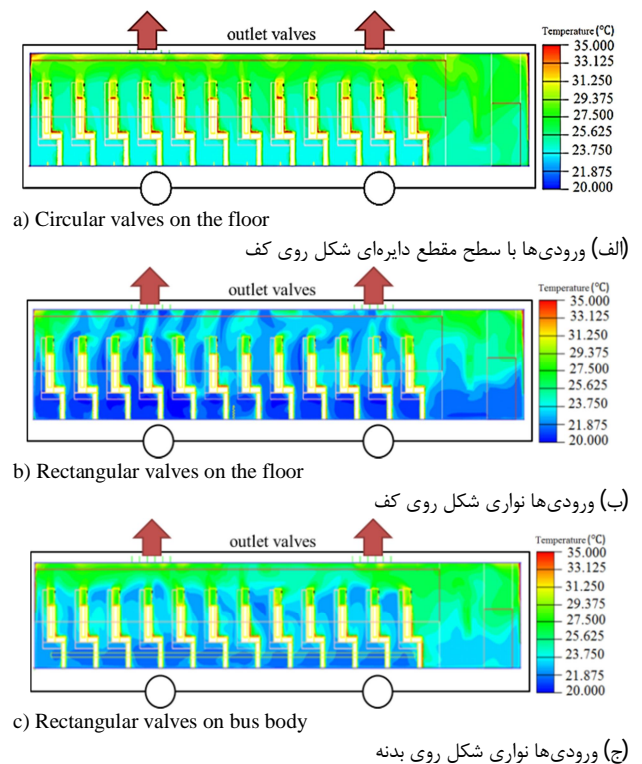 outlet valves
Temperature (°C)
35.000
33.125
31.250
29.375
27.500
25.625
23.750
21.875
20.000
a) Circular valves on the floor
(الف) ورودی‌ها با سطح مقطع دایره‌ای شکل روی کف
outlet valves
Temperature (°C)
35.000
33.125
31.250
29.375
27.500
25.625
23.750
21.875
20.000
b) Rectangular valves on the floor
(ب) ورودی‌ها نواری شکل روی کف
outlet valves
Temperature (°C)
35.000
33.125
31.250
29.375
27.500
25.625
23.750
21.875
20.000
c) Rectangular valves on bus body
(ج) ورودی‌ها نواری شکل روی بدنه